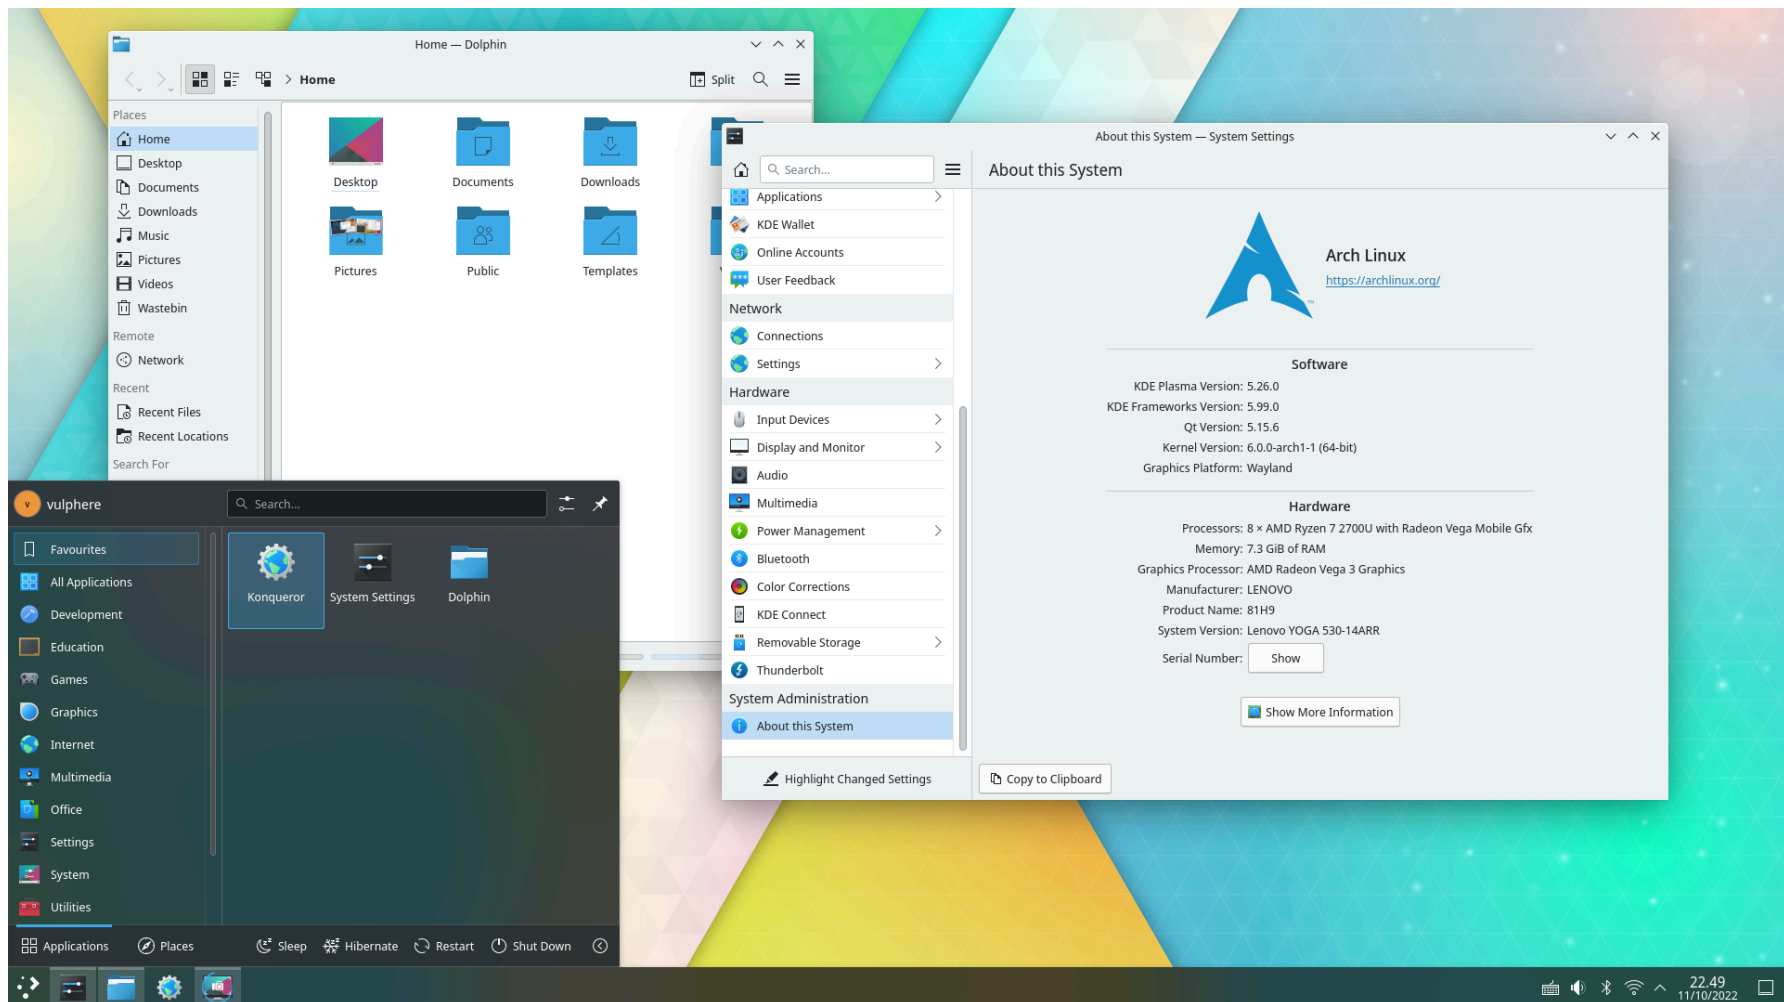 Home — Dolphin
Home
Split
Places
Home
Desktop
Documents
Downloads
Music
Pictures
Videos
Wastebin
Remote
Network
Recent
Recent Files
Recent Locations
Search For
Desktop
Documents
Downloads
Pictures
Public
Templates
About this System — System Settings
Search...
About this System
Applications
KDE Wallet
Online Accounts
User Feedback
Network
Connections
Settings
Hardware
Input Devices
Display and Monitor
Audio
Multimedia
Power Management
Bluetooth
Color Corrections
KDE Connect
Removable Storage
Thunderbolt
System Administration
About this System
Highlight Changed Settings
Arch Linux
https://archlinux.org/
TM
Software
KDE Plasma Version: 5.26.0
KDE Frameworks Version: 5.99.0
Qt Version: 5.15.6
Kernel Version: 6.0.0-arch1-1 (64-bit)
Graphics Platform: Wayland
Hardware
Processors: 8 × AMD Ryzen 7 2700U with Radeon Vega Mobile Gfx
Memory: 7.3 GiB of RAM
Graphics Processor: AMD Radeon Vega 3 Graphics
Manufacturer: LENOVO
Product Name: 81H9
System Version: Lenovo YOGA 530-14ARR
Serial Number: Show
Show More Information
Copy to Clipboard
v
vulphere
Search...
Favourites
All Applications
Development
Education
Games
Graphics
Internet
Multimedia
Office
Settings
System
Utilities
Konqueror
System Settings
Dolphin
Applications
Places
Sleep
Hibernate
Restart
Shut Down
22.49
11/10/2022